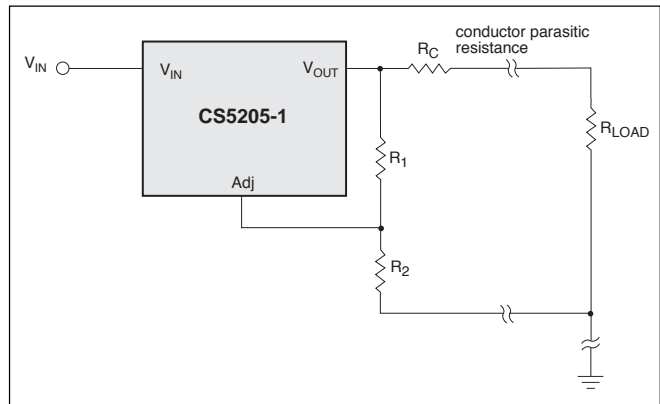 conductor parasitic
resistance
R_C
V_IN
V_IN
V_OUT
CS5205-1
R_LOAD
R_1
Adj
R_2